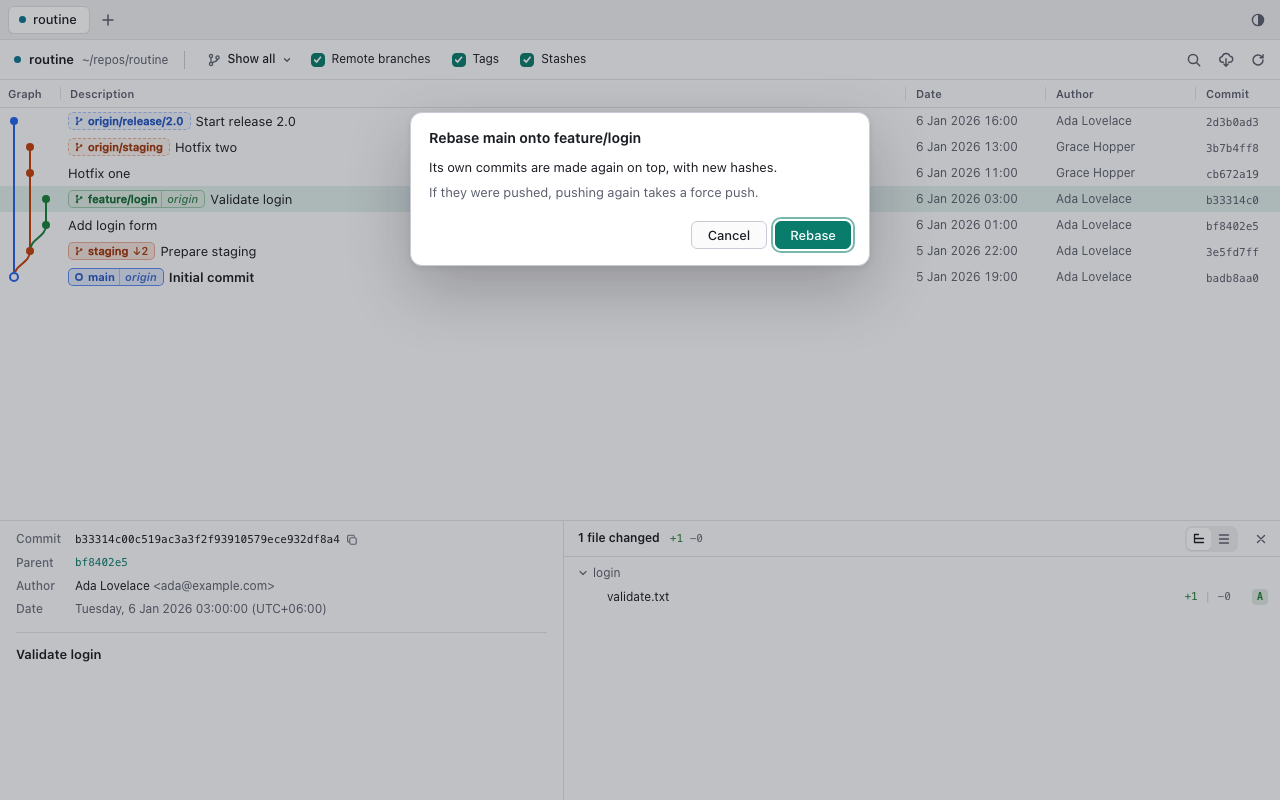 routine
routine ~/repos/routine Show all Remote branches Tags Stashes
Graph Description Date Author Commit
origin/release/2.0 Start release 2.0 6 Jan 2026 16:00 Ada Lovelace 2d3b0ad3
origin/staging Hotfix two 6 Jan 2026 13:00 Grace Hopper 3b7b4ff8
Hotfix one 6 Jan 2026 11:00 Grace Hopper cb672a19
feature/login origin Validate login 6 Jan 2026 03:00 Ada Lovelace b33314c0
Add login form 6 Jan 2026 01:00 Ada Lovelace bf8402e5
staging ↓2 Prepare staging 5 Jan 2026 22:00 Ada Lovelace 3e5fd7ff
main origin Initial commit 5 Jan 2026 19:00 Ada Lovelace badb8aa0
Rebase main onto feature/login
Its own commits are made again on top, with new hashes.
If they were pushed, pushing again takes a force push.
Cancel Rebase
Commit b33314c00c519ac3a3f2f93910579ece932df8a4
Parent bf8402e5
Author Ada Lovelace <ada@example.com>
Date Tuesday, 6 Jan 2026 03:00:00 (UTC+06:00)
Validate login
1 file changed +1 −0
login
validate.txt +1 | −0 A